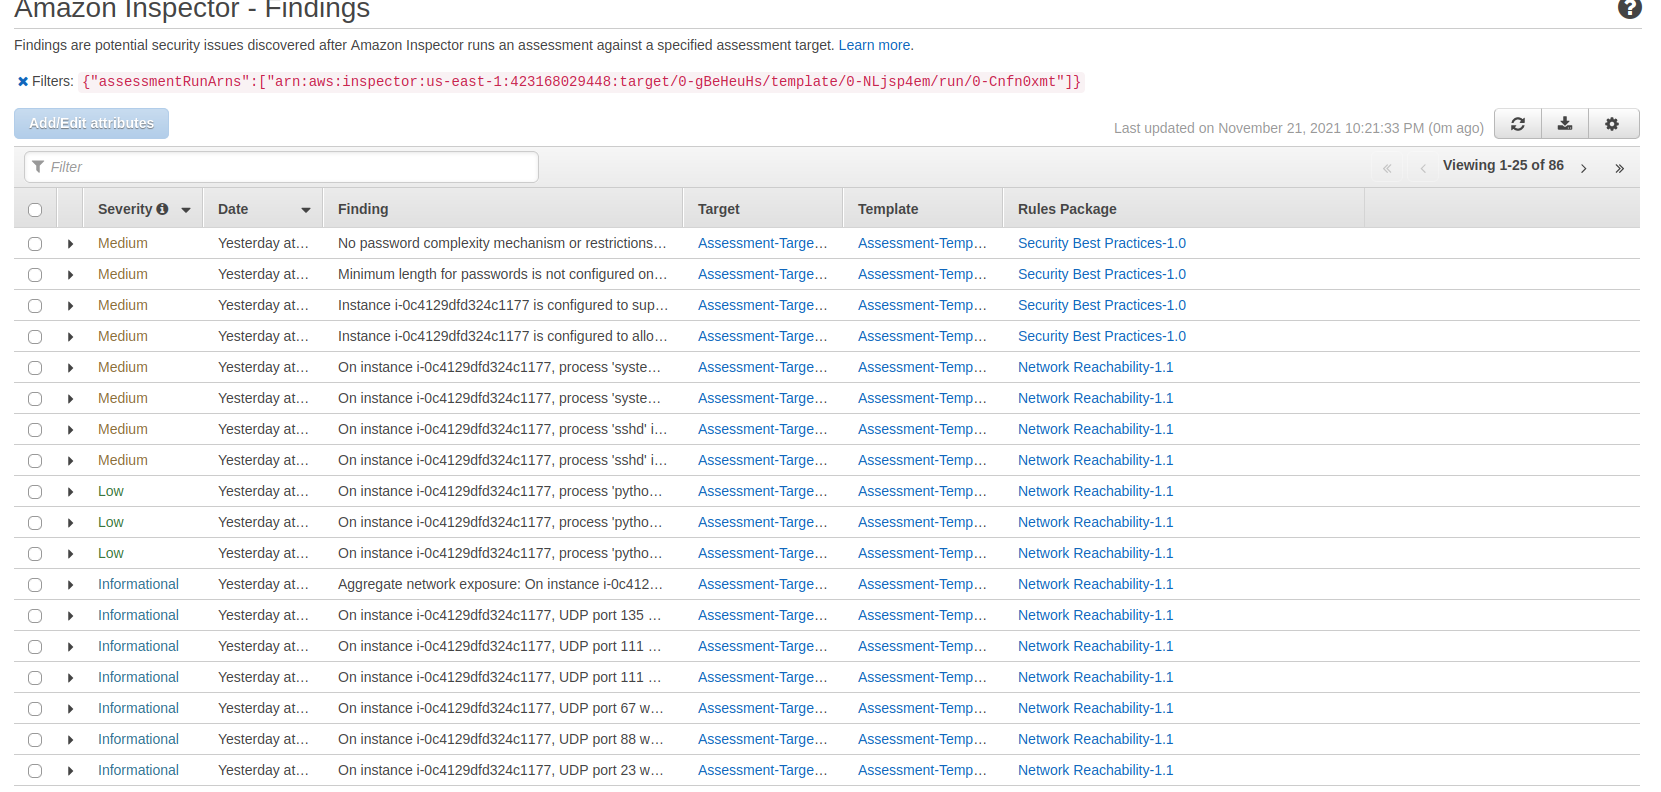 Amazon Inspector - Findings
Findings are potential security issues discovered after Amazon Inspector runs an assessment against a specified assessment target. Learn more.
Filters: {"assessmentRunArns":["arn:aws:inspector:us-east-1:423168029448:target/0-gBeHeuHs/template/0-NLjsp4em/run/0-Cnfn0xmt"]}
Add/Edit attributes
Last updated on November 21, 2021 10:21:33 PM (0m ago)
Filter
« ‹ Viewing 1-25 of 86 › »
Severity Date Finding Target Template Rules Package
Medium Yesterday at… No password complexity mechanism or restrictions… Assessment-Targe… Assessment-Temp… Security Best Practices-1.0
Medium Yesterday at… Minimum length for passwords is not configured on… Assessment-Targe… Assessment-Temp… Security Best Practices-1.0
Medium Yesterday at… Instance i-0c4129dfd324c1177 is configured to sup… Assessment-Targe… Assessment-Temp… Security Best Practices-1.0
Medium Yesterday at… Instance i-0c4129dfd324c1177 is configured to allo… Assessment-Targe… Assessment-Temp… Security Best Practices-1.0
Medium Yesterday at… On instance i-0c4129dfd324c1177, process 'syste… Assessment-Targe… Assessment-Temp… Network Reachability-1.1
Medium Yesterday at… On instance i-0c4129dfd324c1177, process 'syste… Assessment-Targe… Assessment-Temp… Network Reachability-1.1
Medium Yesterday at… On instance i-0c4129dfd324c1177, process 'sshd' i… Assessment-Targe… Assessment-Temp… Network Reachability-1.1
Medium Yesterday at… On instance i-0c4129dfd324c1177, process 'sshd' i… Assessment-Targe… Assessment-Temp… Network Reachability-1.1
Low Yesterday at… On instance i-0c4129dfd324c1177, process 'pytho… Assessment-Targe… Assessment-Temp… Network Reachability-1.1
Low Yesterday at… On instance i-0c4129dfd324c1177, process 'pytho… Assessment-Targe… Assessment-Temp… Network Reachability-1.1
Low Yesterday at… On instance i-0c4129dfd324c1177, process 'pytho… Assessment-Targe… Assessment-Temp… Network Reachability-1.1
Informational Yesterday at… Aggregate network exposure: On instance i-0c412… Assessment-Targe… Assessment-Temp… Network Reachability-1.1
Informational Yesterday at… On instance i-0c4129dfd324c1177, UDP port 135 … Assessment-Targe… Assessment-Temp… Network Reachability-1.1
Informational Yesterday at… On instance i-0c4129dfd324c1177, UDP port 111 … Assessment-Targe… Assessment-Temp… Network Reachability-1.1
Informational Yesterday at… On instance i-0c4129dfd324c1177, UDP port 111 … Assessment-Targe… Assessment-Temp… Network Reachability-1.1
Informational Yesterday at… On instance i-0c4129dfd324c1177, UDP port 67 w… Assessment-Targe… Assessment-Temp… Network Reachability-1.1
Informational Yesterday at… On instance i-0c4129dfd324c1177, UDP port 88 w… Assessment-Targe… Assessment-Temp… Network Reachability-1.1
Informational Yesterday at… On instance i-0c4129dfd324c1177, UDP port 23 w… Assessment-Targe… Assessment-Temp… Network Reachability-1.1